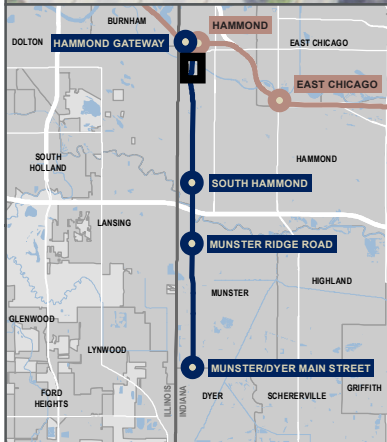 BURNHAM
HAMMOND
DOLTON
HAMMOND GATEWAY
EAST CHICAGO
EAST CHICAGO
SOUTH
HOLLAND
HAMMOND
SOUTH HAMMOND
LANSING
MUNSTER RIDGE ROAD
HIGHLAND
MUNSTER
GLENWOOD
LYNWOOD
MUNSTER/DYER MAIN STREET
FORD
HEIGHTS
ILLINOIS
INDIANA
DYER
SCHERERVILLE
GRIFFITH